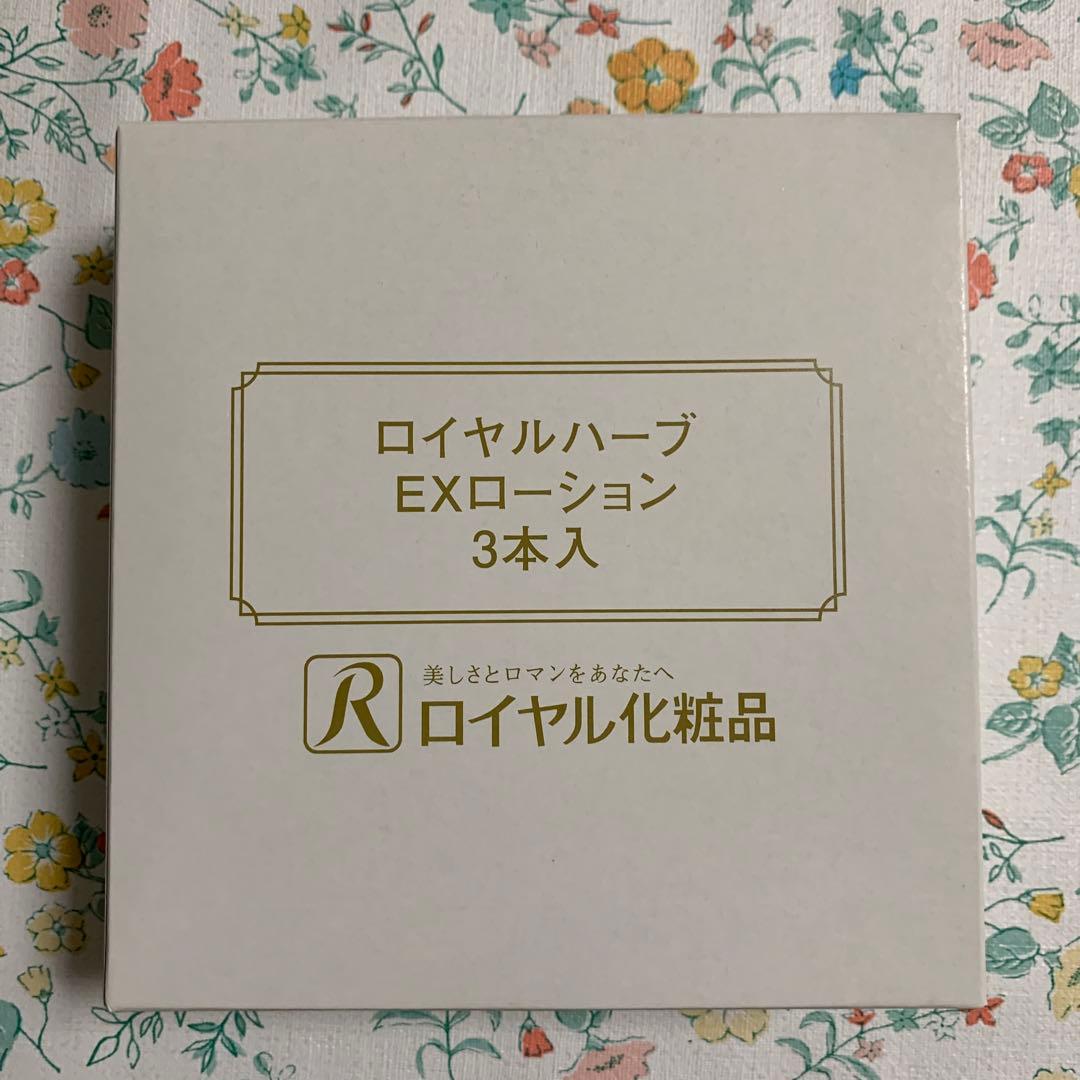 ロイヤルハーブ
EXローション
3本入
R
美しさとロマンをあなたへ
ロイヤル化粧品